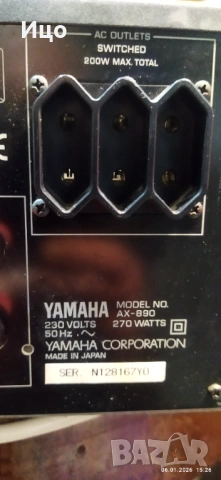 Ицо
AC OUTLETS
SWITCHED
200W MAX. TOTAL
YAMAHA
MODEL NO.
AX-890
230 VOLTS 270 WATTS
50Hz
YAMAHA CORPORATION
MADE IN JAPAN
SER. N128167Y0
06.01.2026 15:26
bazar